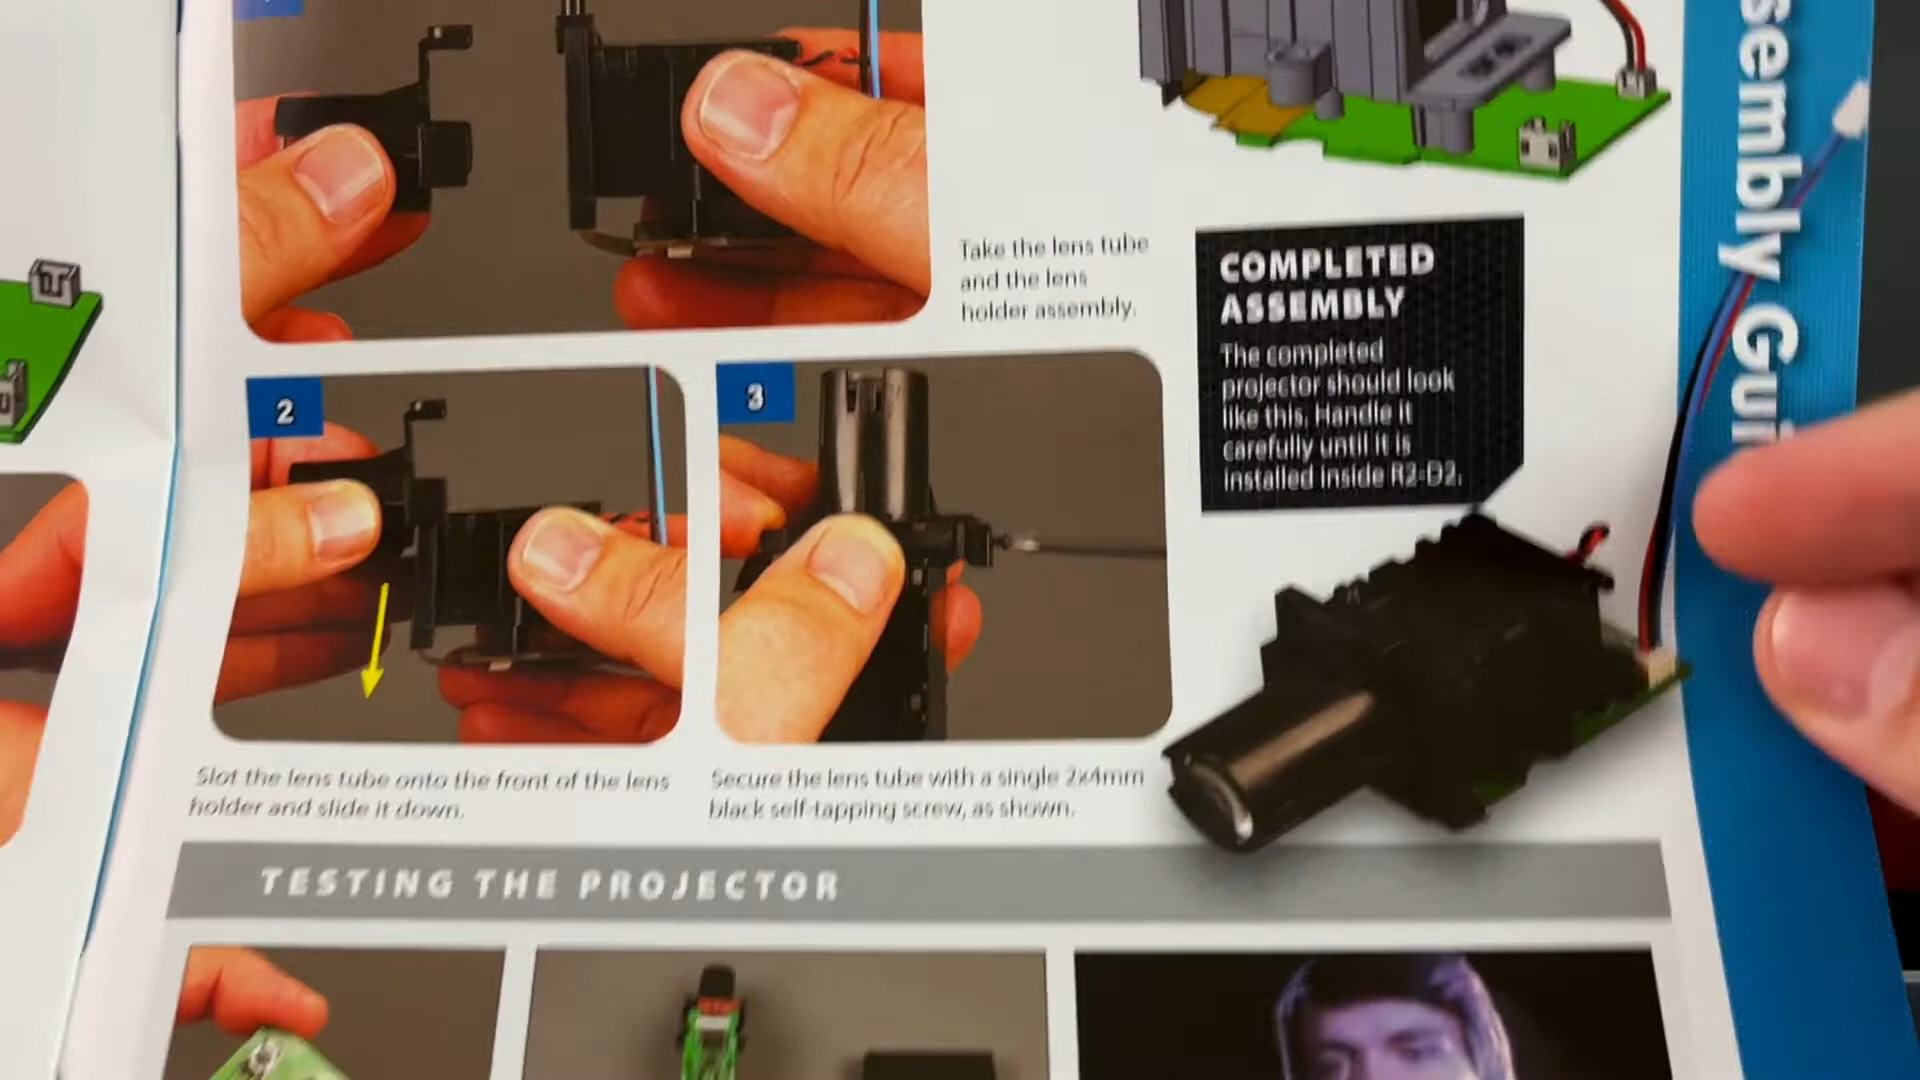 Take the lens tube
and the lens
holder assembly.
COMPLETED
ASSEMBLY
The completed
projector should look
like this. Handle it
carefully until it is
installed inside R2-D2.
2
3
Slot the lens tube onto the front of the lens
holder and slide it down.
Secure the lens tube with a single 2x4mm
black self-tapping screw, as shown.
TESTING THE PROJECTOR
sembly Gui